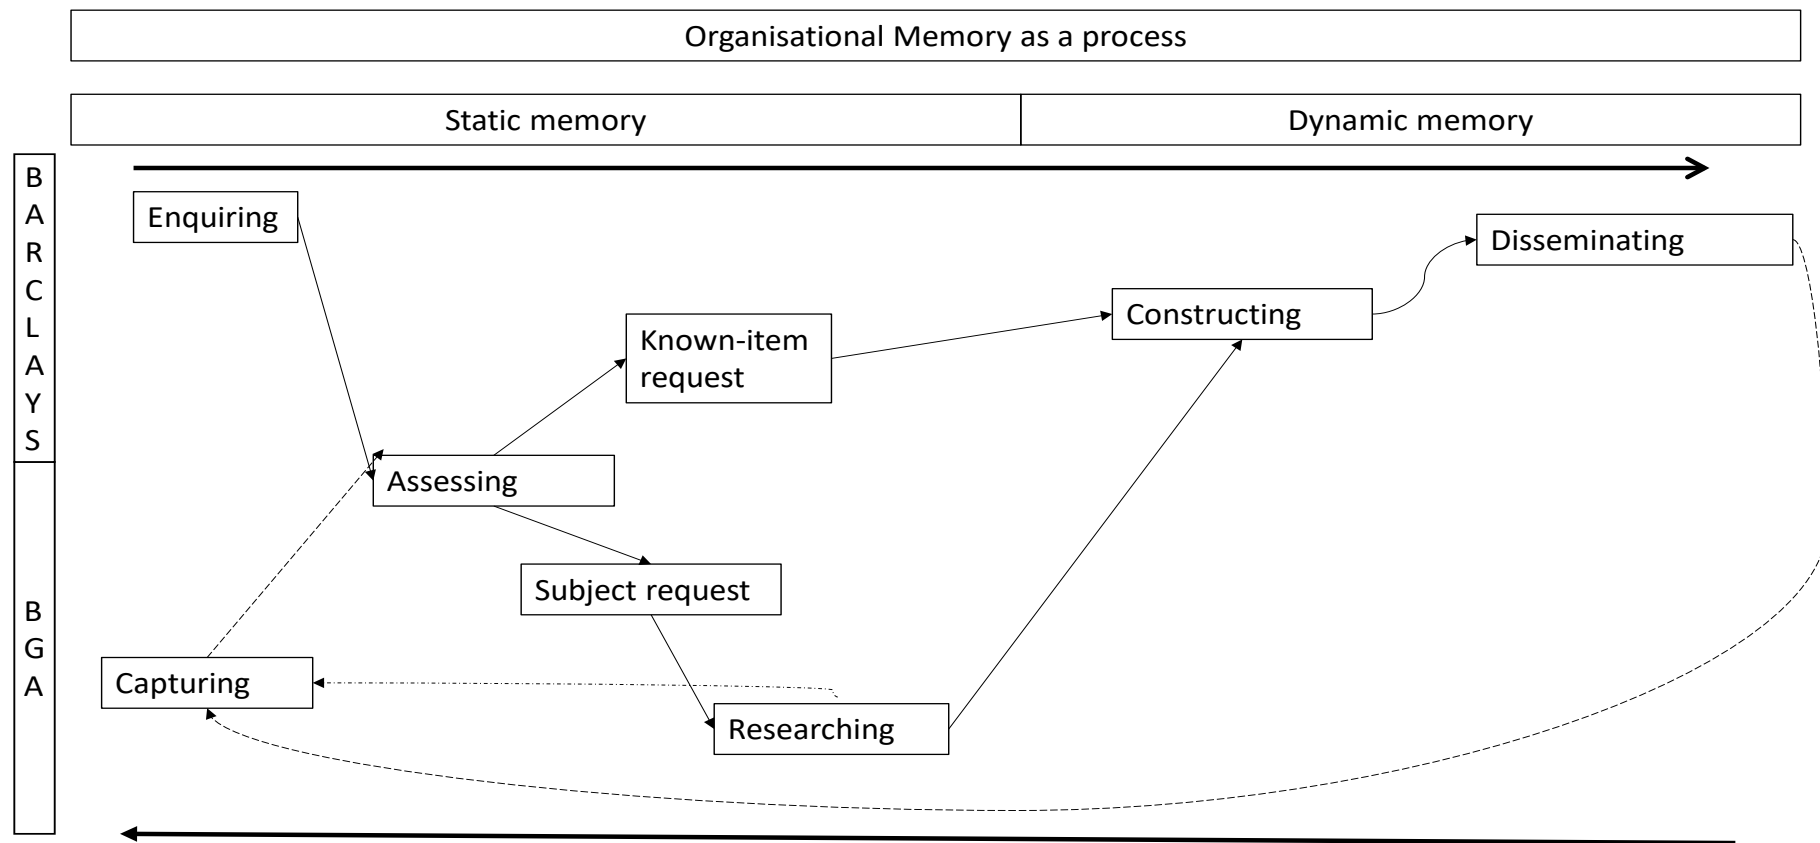 Organisational Memory as a process
Static memory
Dynamic memory
B
A
R
C
L
A
Y
S
Enquiring
Disseminating
Constructing
Known-item
request
Assessing
Subject request
B
G
A
Capturing
Researching